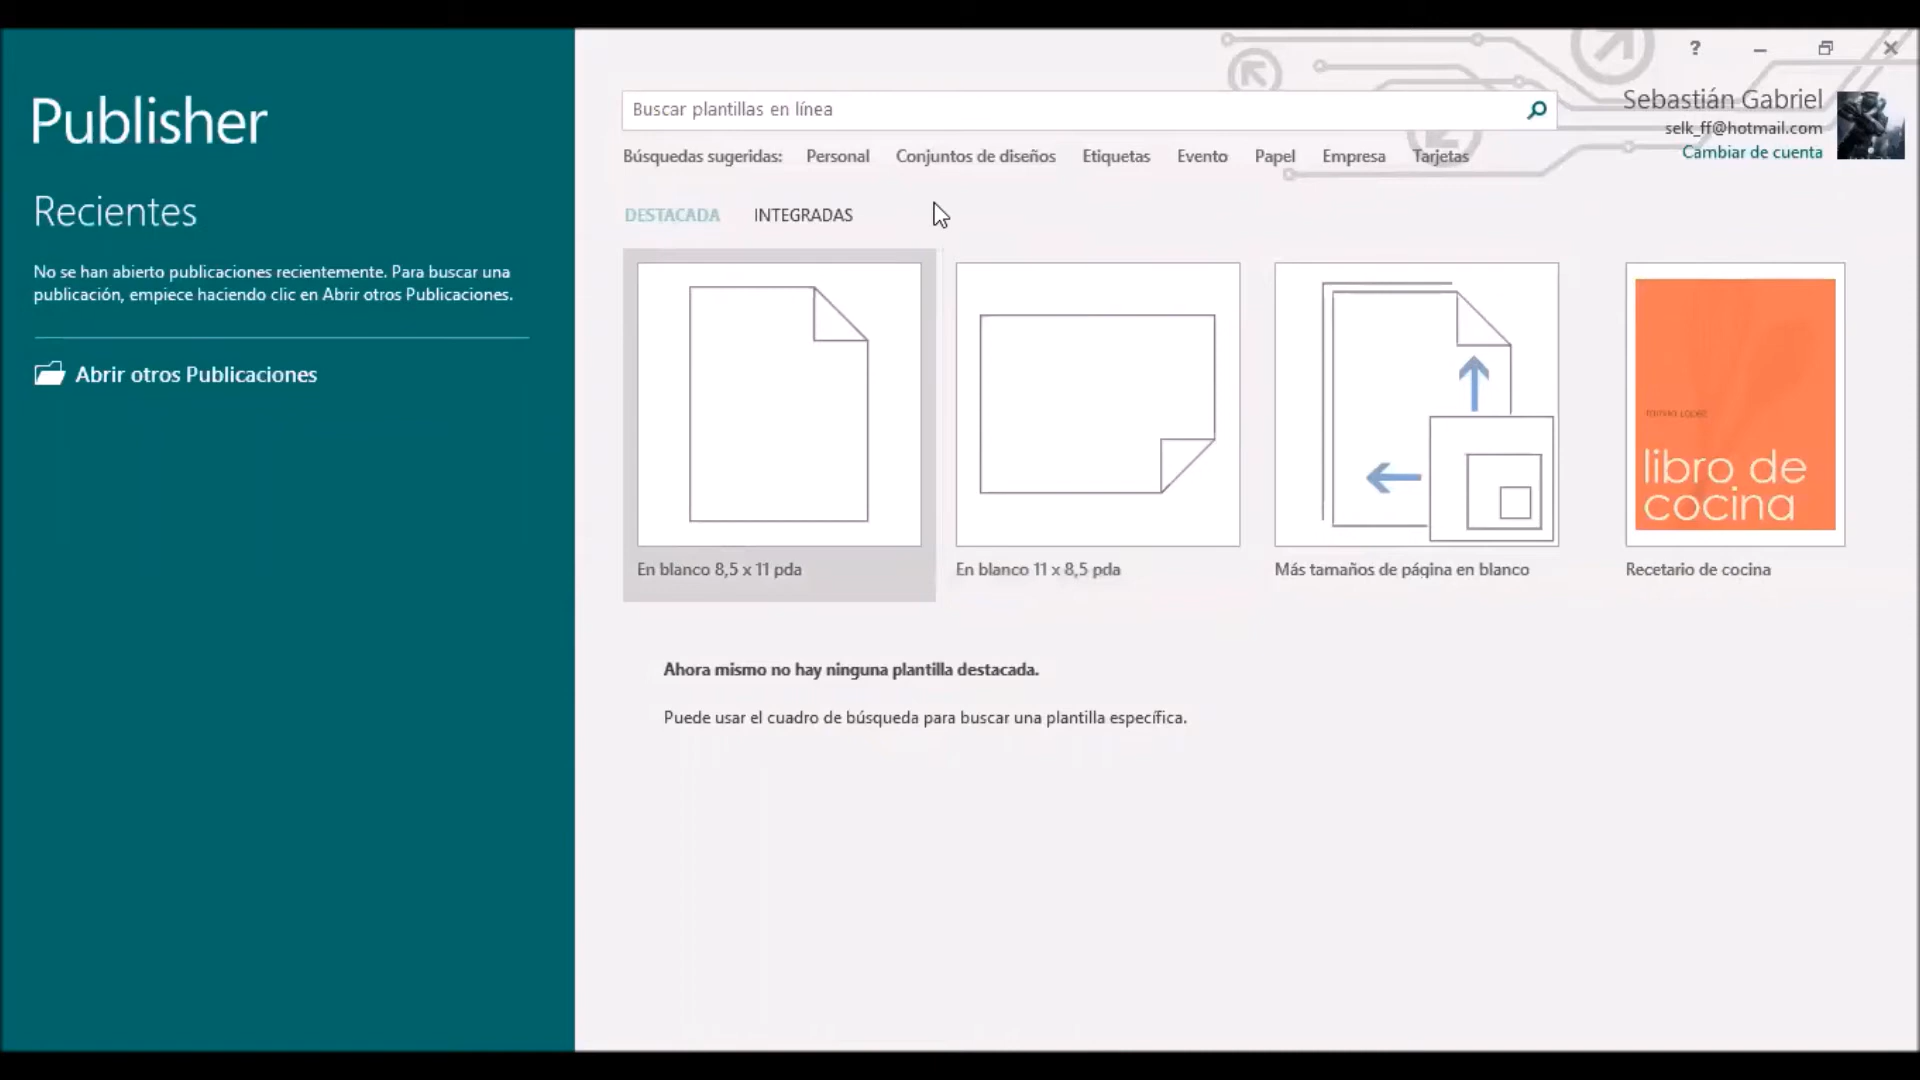 Publisher
Recientes
No se han abierto publicaciones recientemente. Para buscar una
publicación, empiece haciendo clic en Abrir otros Publicaciones.
Abrir otros Publicaciones
?
Buscar plantillas en línea
Sebastián Gabriel
selk_ff@hotmail.com
Cambiar de cuenta
Búsquedas sugeridas: Personal Conjuntos de diseños Etiquetas Evento Papel Empresa Tarjetas
DESTACADA INTEGRADAS
libro de
cocina
En blanco 8,5 x 11 pda
En blanco 11 x 8,5 pda
Más tamaños de página en blanco
Recetario de cocina
Ahora mismo no hay ninguna plantilla destacada.
Puede usar el cuadro de búsqueda para buscar una plantilla específica.